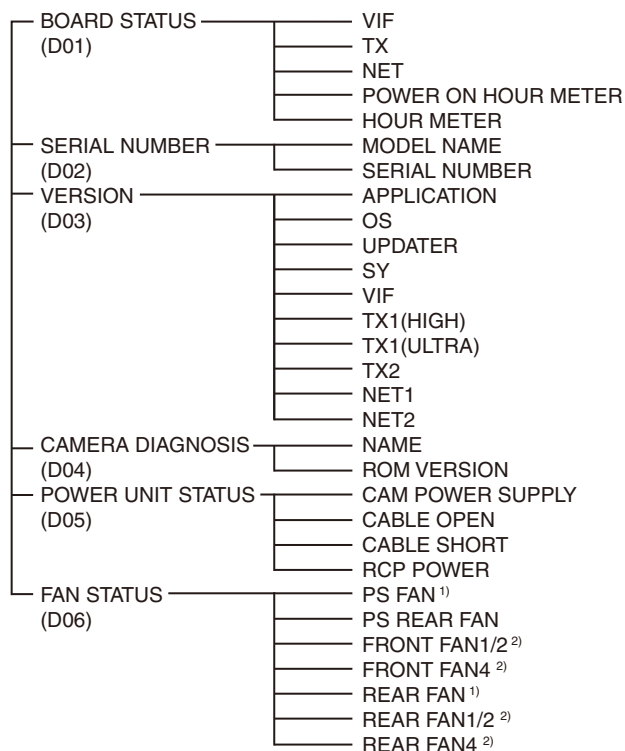 BOARD STATUS
(D01)
VIF
TX
NET
POWER ON HOUR METER
HOUR METER
SERIAL NUMBER
(D02)
MODEL NAME
SERIAL NUMBER
VERSION
(D03)
APPLICATION
OS
UPDATER
SY
VIF
TX1(HIGH)
TX1(ULTRA)
TX2
NET1
NET2
CAMERA DIAGNOSIS
(D04)
NAME
ROM VERSION
POWER UNIT STATUS
(D05)
CAM POWER SUPPLY
CABLE OPEN
CABLE SHORT
RCP POWER
FAN STATUS
(D06)
PS FAN 1)
PS REAR FAN
FRONT FAN1/2 2)
FRONT FAN4 2)
REAR FAN 1)
REAR FAN1/2 2)
REAR FAN4 2)